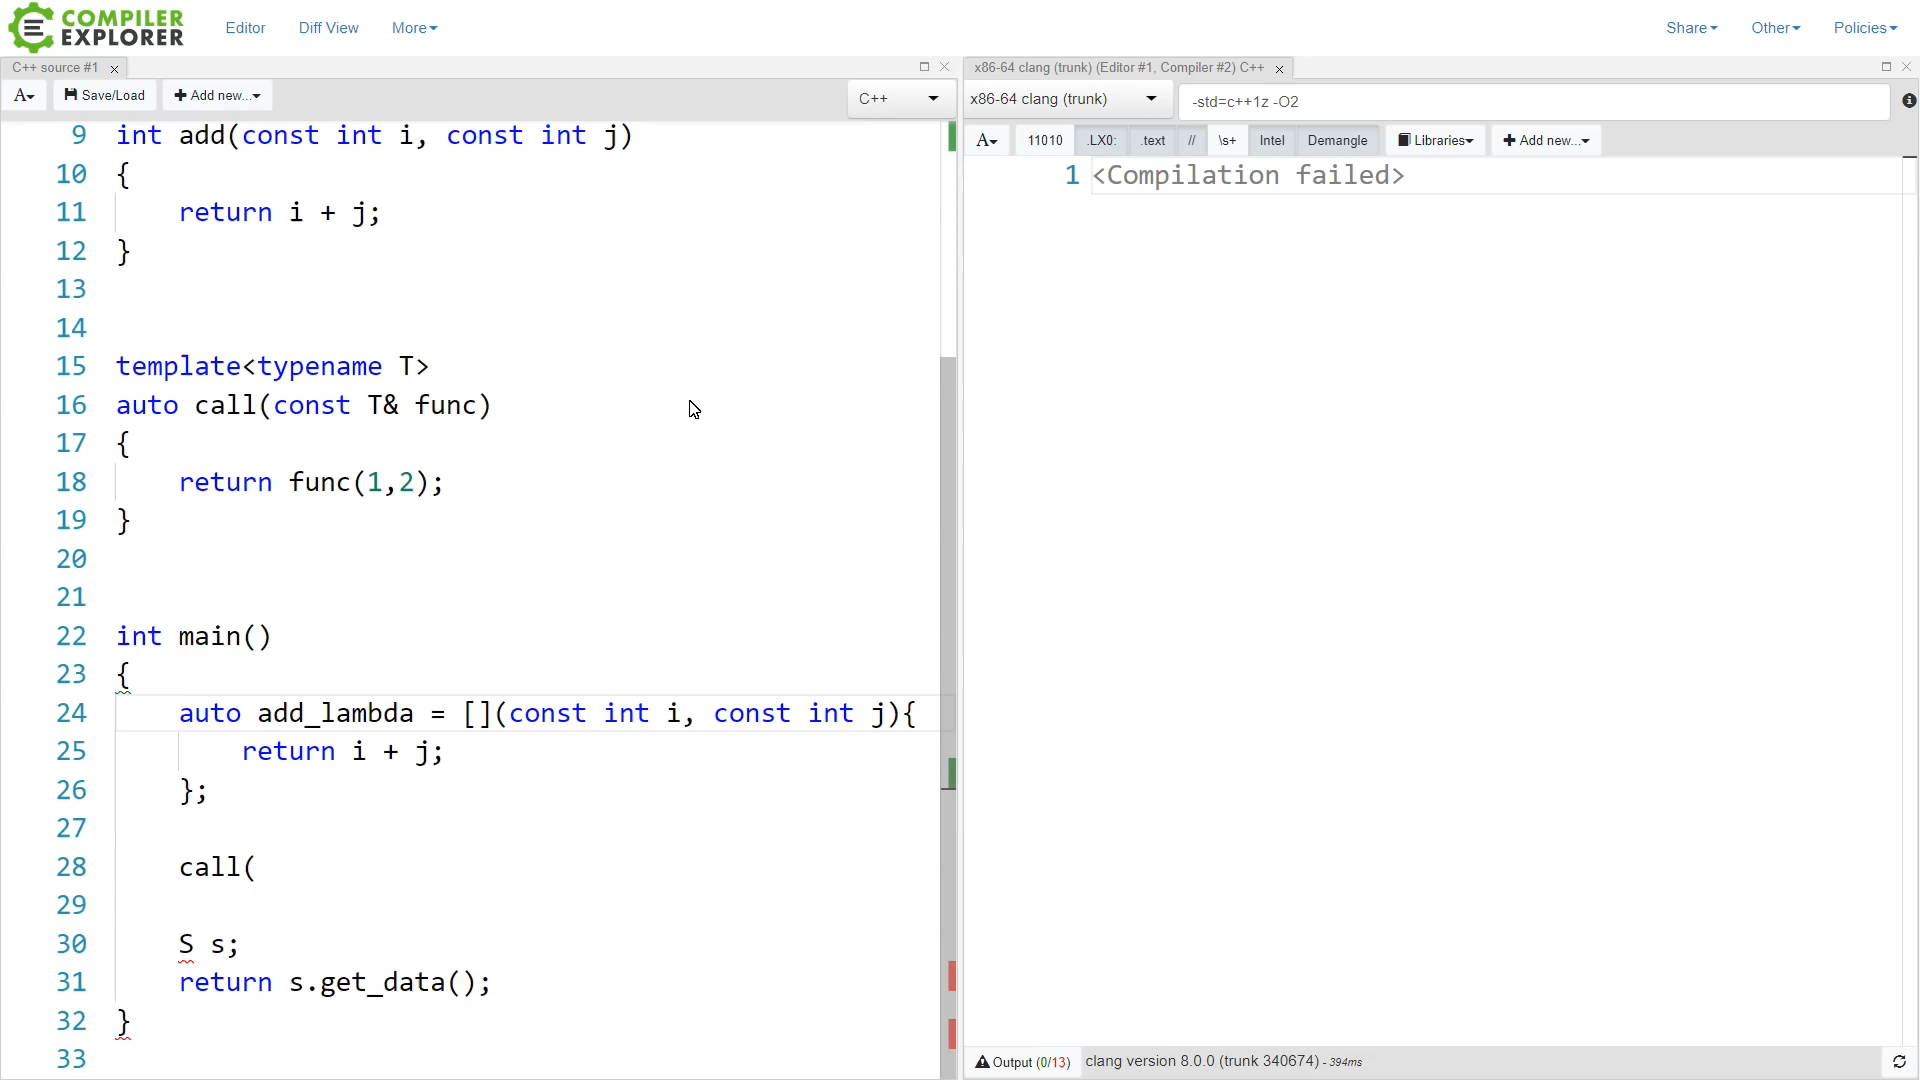 COMPILER
EXPLORER
Editor
Diff View
More
Share
Other
Policies
C++ source #1
x86-64 clang (trunk) (Editor #1, Compiler #2) C++
A
Save/Load
Add new...
C++
x86-64 clang (trunk)
-std=c++1z -O2
A
11010
.LX0:
.text
//
\s+
Intel
Demangle
Libraries
Add new...
9 int add(const int i, const int j)
10 {
11 return i + j;
12 }
13
14
15 template<typename T>
16 auto call(const T& func)
17 {
18 return func(1,2);
19 }
20
21
22 int main()
23 {
24 auto add_lambda = [](const int i, const int j){
25 return i + j;
26 };
27
28 call(
29
30 S s;
31 return s.get_data();
32 }
33
1 <Compilation failed>
Output (0/13) clang version 8.0.0 (trunk 340674) - 394ms